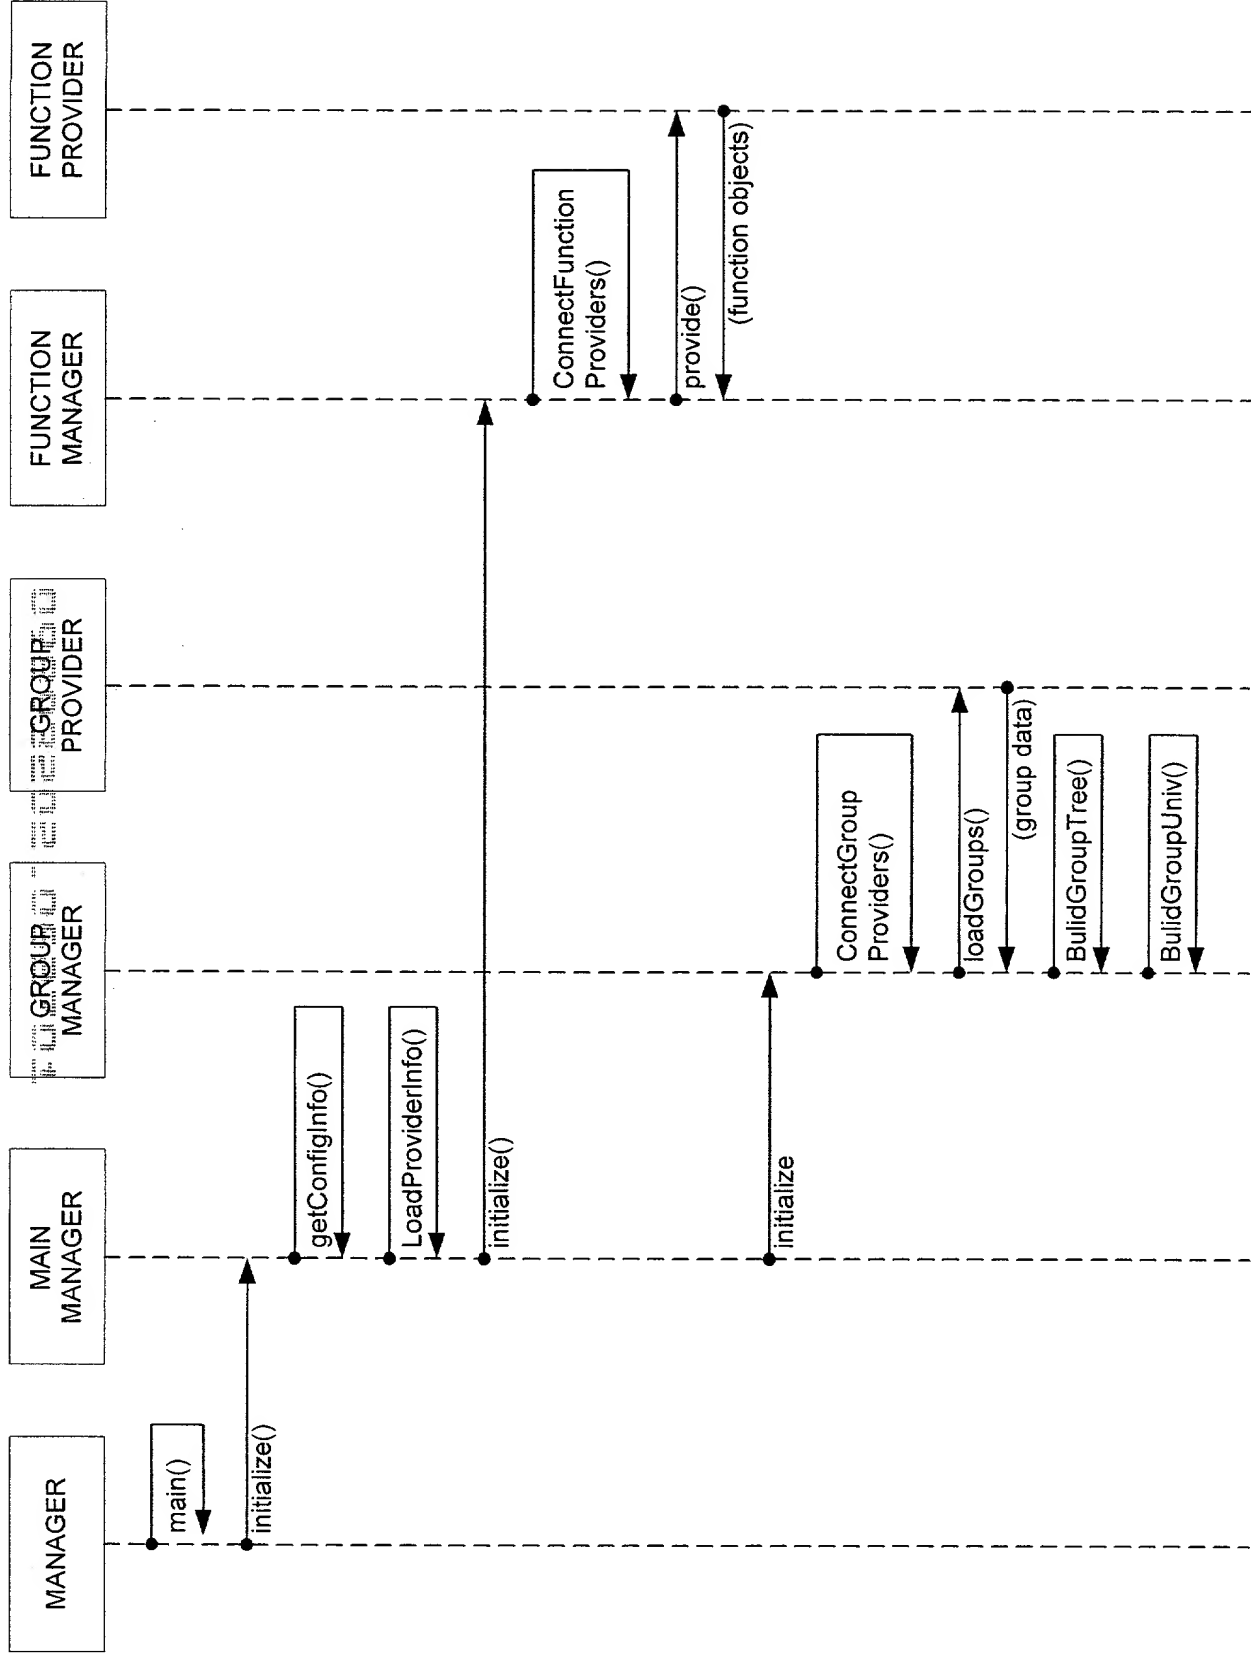 MANAGER
MAIN
MANAGER
GROUP
MANAGER
GROUP
PROVIDER
FUNCTION
MANAGER
FUNCTION
PROVIDER
main()
initialize()
getConfigInfo()
LoadProviderInfo()
initialize()
ConnectFunction
Providers()
provide()
(function objects)
initialize
ConnectGroup
Providers()
loadGroups()
(group data)
BulidGroupTree()
BulidGroupUniv()